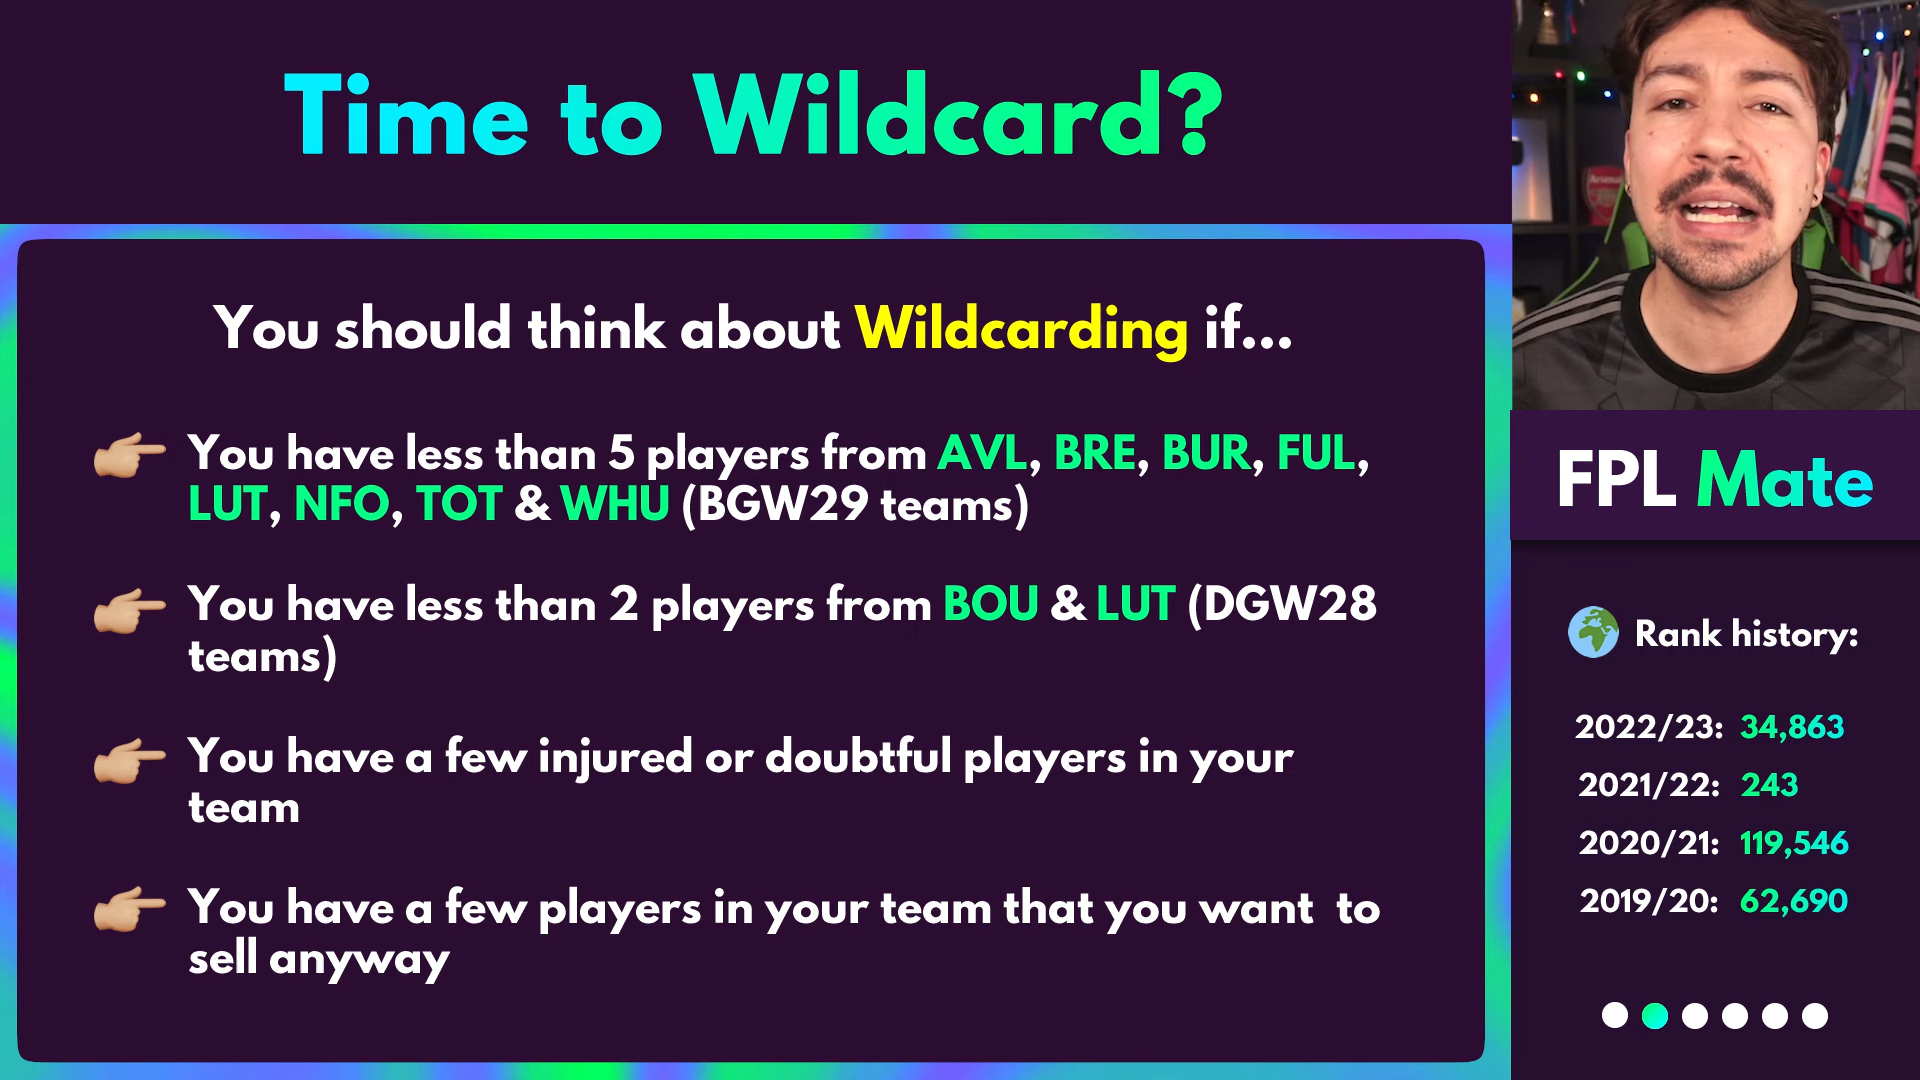 Time to Wildcard?
You should think about Wildcarding if...
You have less than 5 players from AVL, BRE, BUR, FUL,
LUT, NFO, TOT & WHU (BGW29 teams)
You have less than 2 players from BOU & LUT (DGW28
teams)
You have a few injured or doubtful players in your
team
You have a few players in your team that you want to
sell anyway
Arsenal
FPL Mate
Rank history:
2022/23: 34,863
2021/22: 243
2020/21: 119,546
2019/20: 62,690